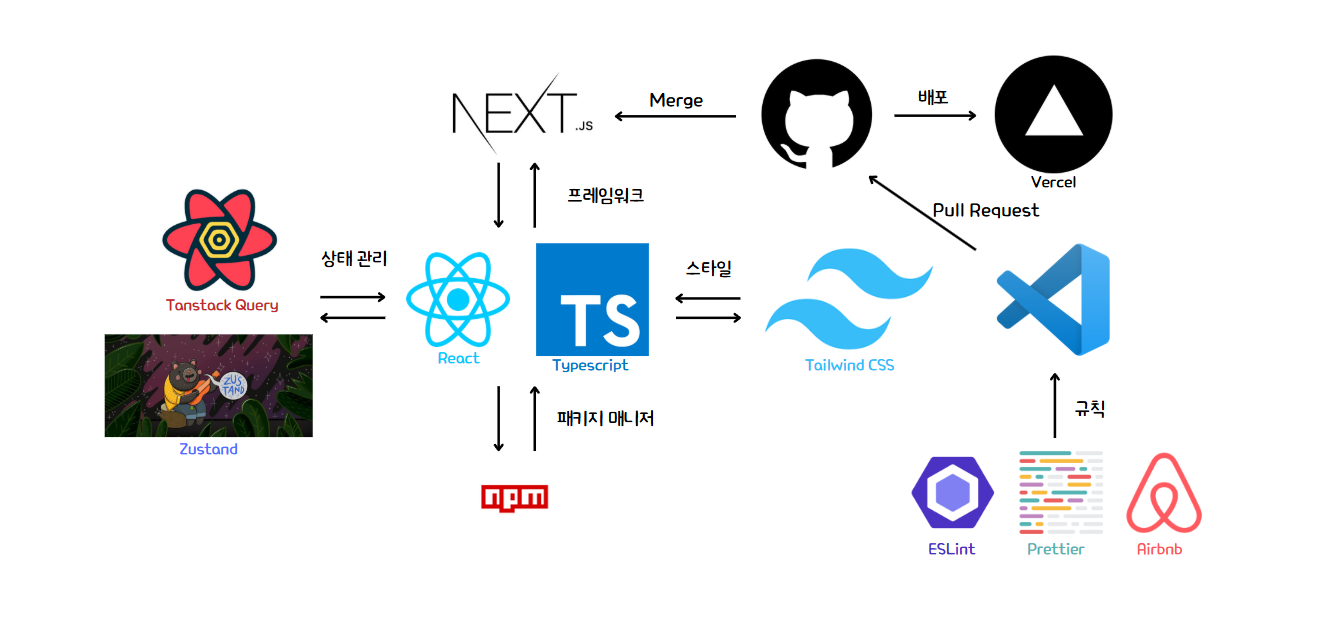 NEXT.JS
Merge
배포
Vercel
프레임워크
Pull Request
상태 관리
스타일
Tanstack Query
TS
React
Typescript
Tailwind CSS
ZUS
TAND
Zustand
패키지 매니저
규칙
npm
ESLint
Prettier
Airbnb